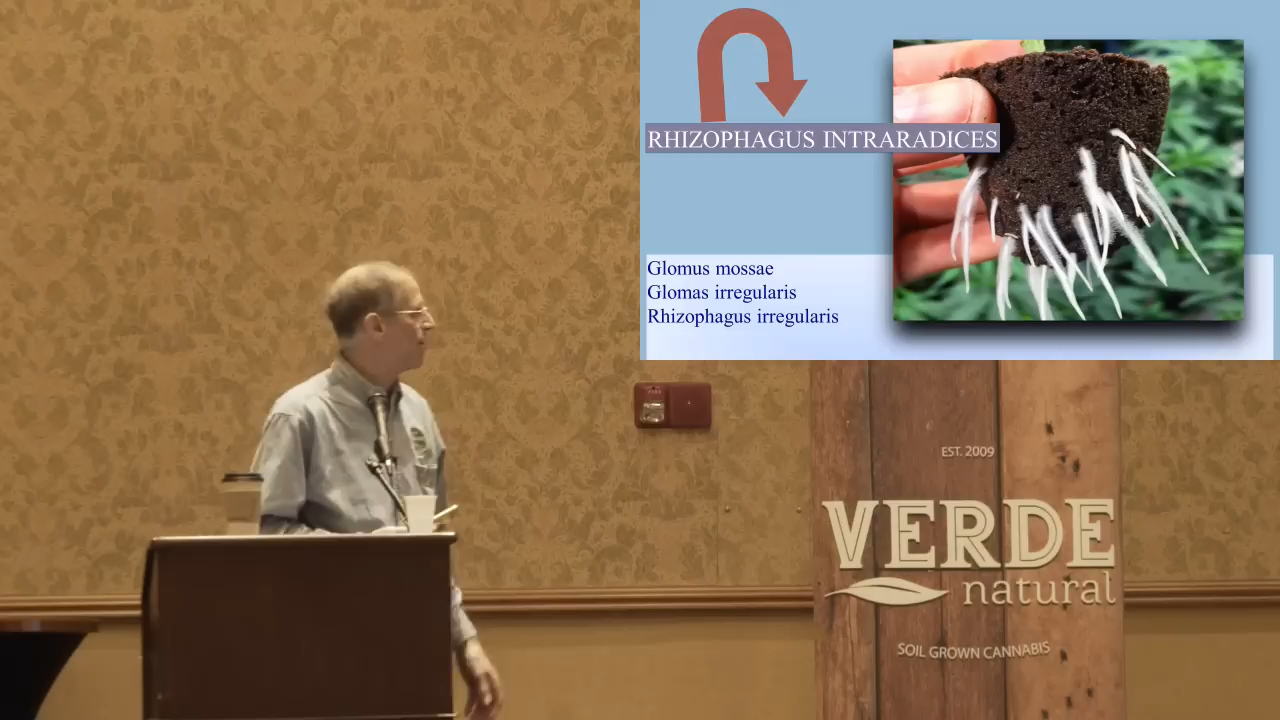 RHIZOPHAGUS INTRARADICES
Glomus mossae
Glomas irregularis
Rhizophagus irregularis
EST. 2009
VERDE
natural
SOIL GROWN CANNABIS